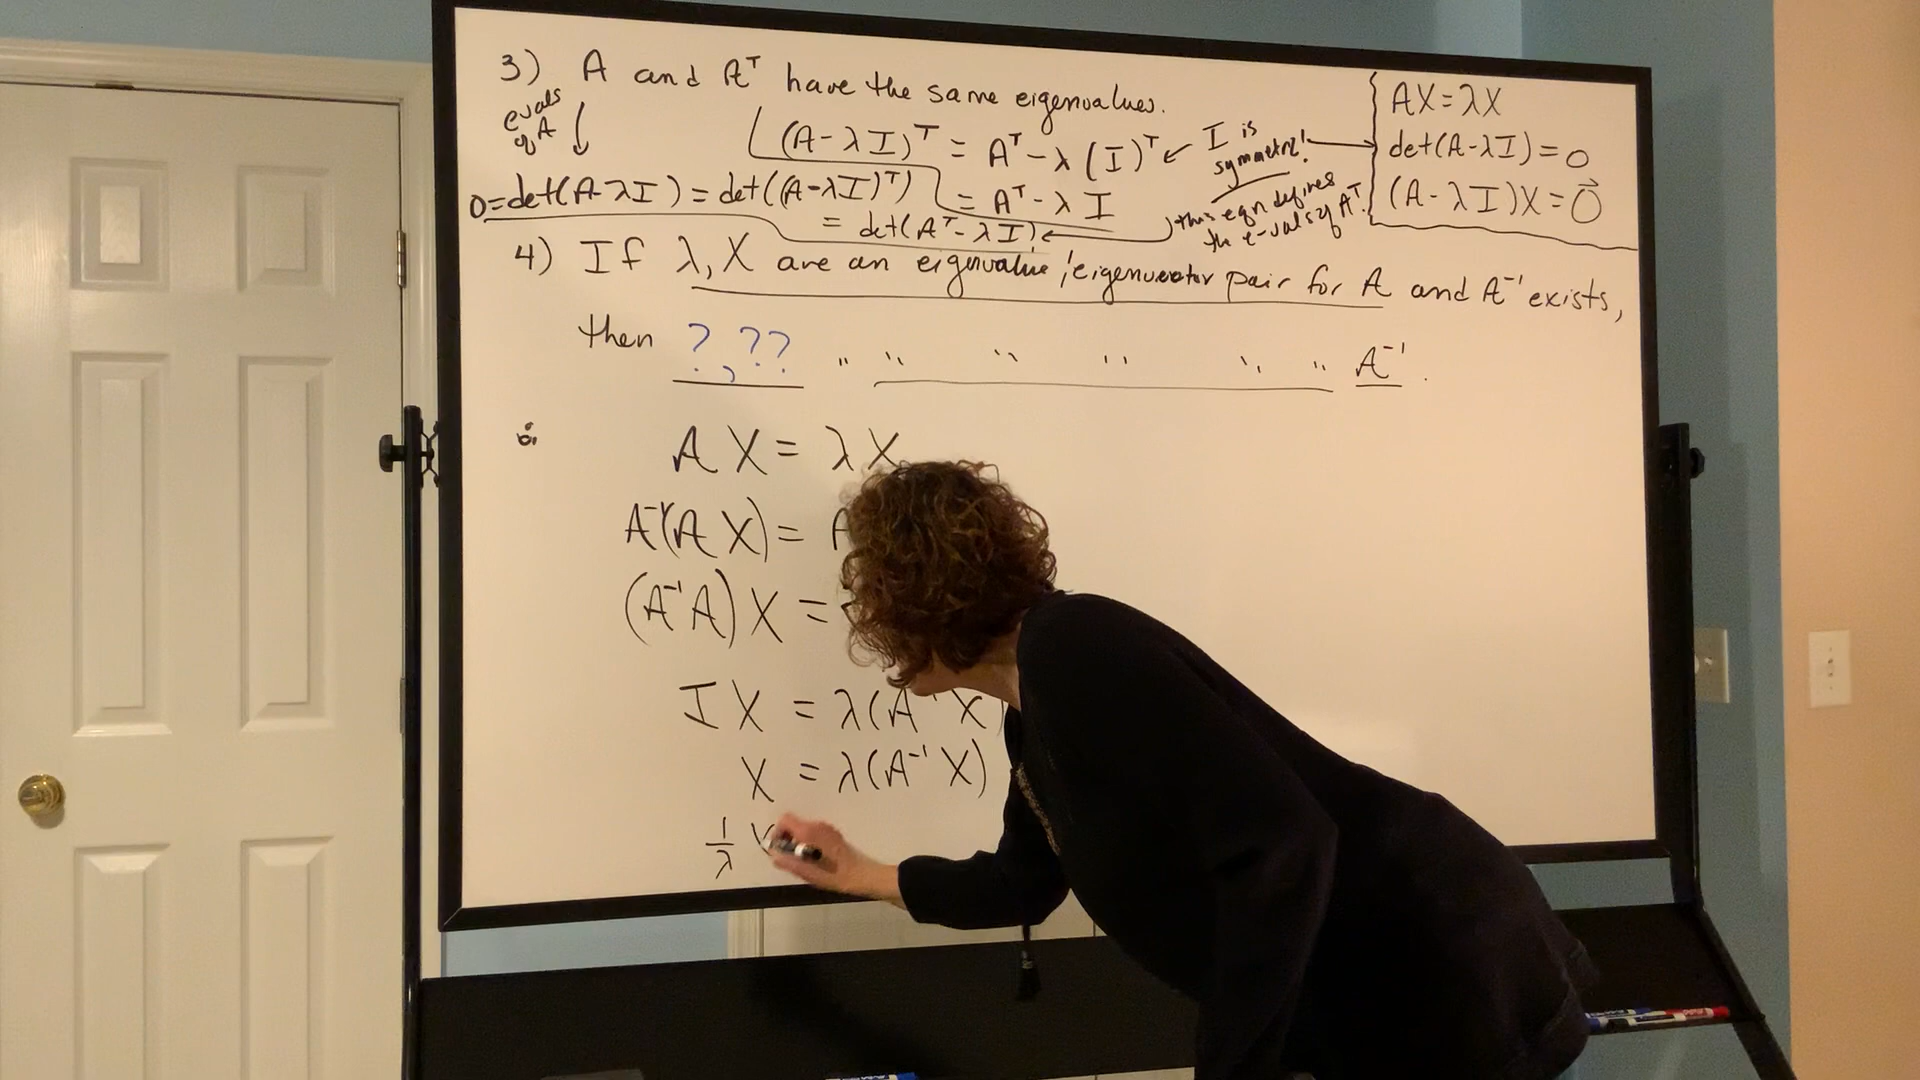 3) A and Aᵀ have the same eigenvalues.
evals of A ↓
(A-λI)ᵀ = Aᵀ-λ(I)ᵀ ← I is symmetric!
0=det(A-λI) = det((A-λI)ᵀ) = Aᵀ-λI
= det(Aᵀ-λI) ← this eqn defines the e-vals of Aᵀ.
AX=λX
det(A-λI)=0
(A-λI)X=0⃗
4) If λ, X are an eigenvalue/eigenvector pair for A and A⁻¹ exists,
then ?, ?? " " " " " " A⁻¹.
AX = λX
A⁻¹(AX) = A
(A⁻¹A)X =
IX = λ(A⁻¹X)
X = λ(A⁻¹X)
1/λ